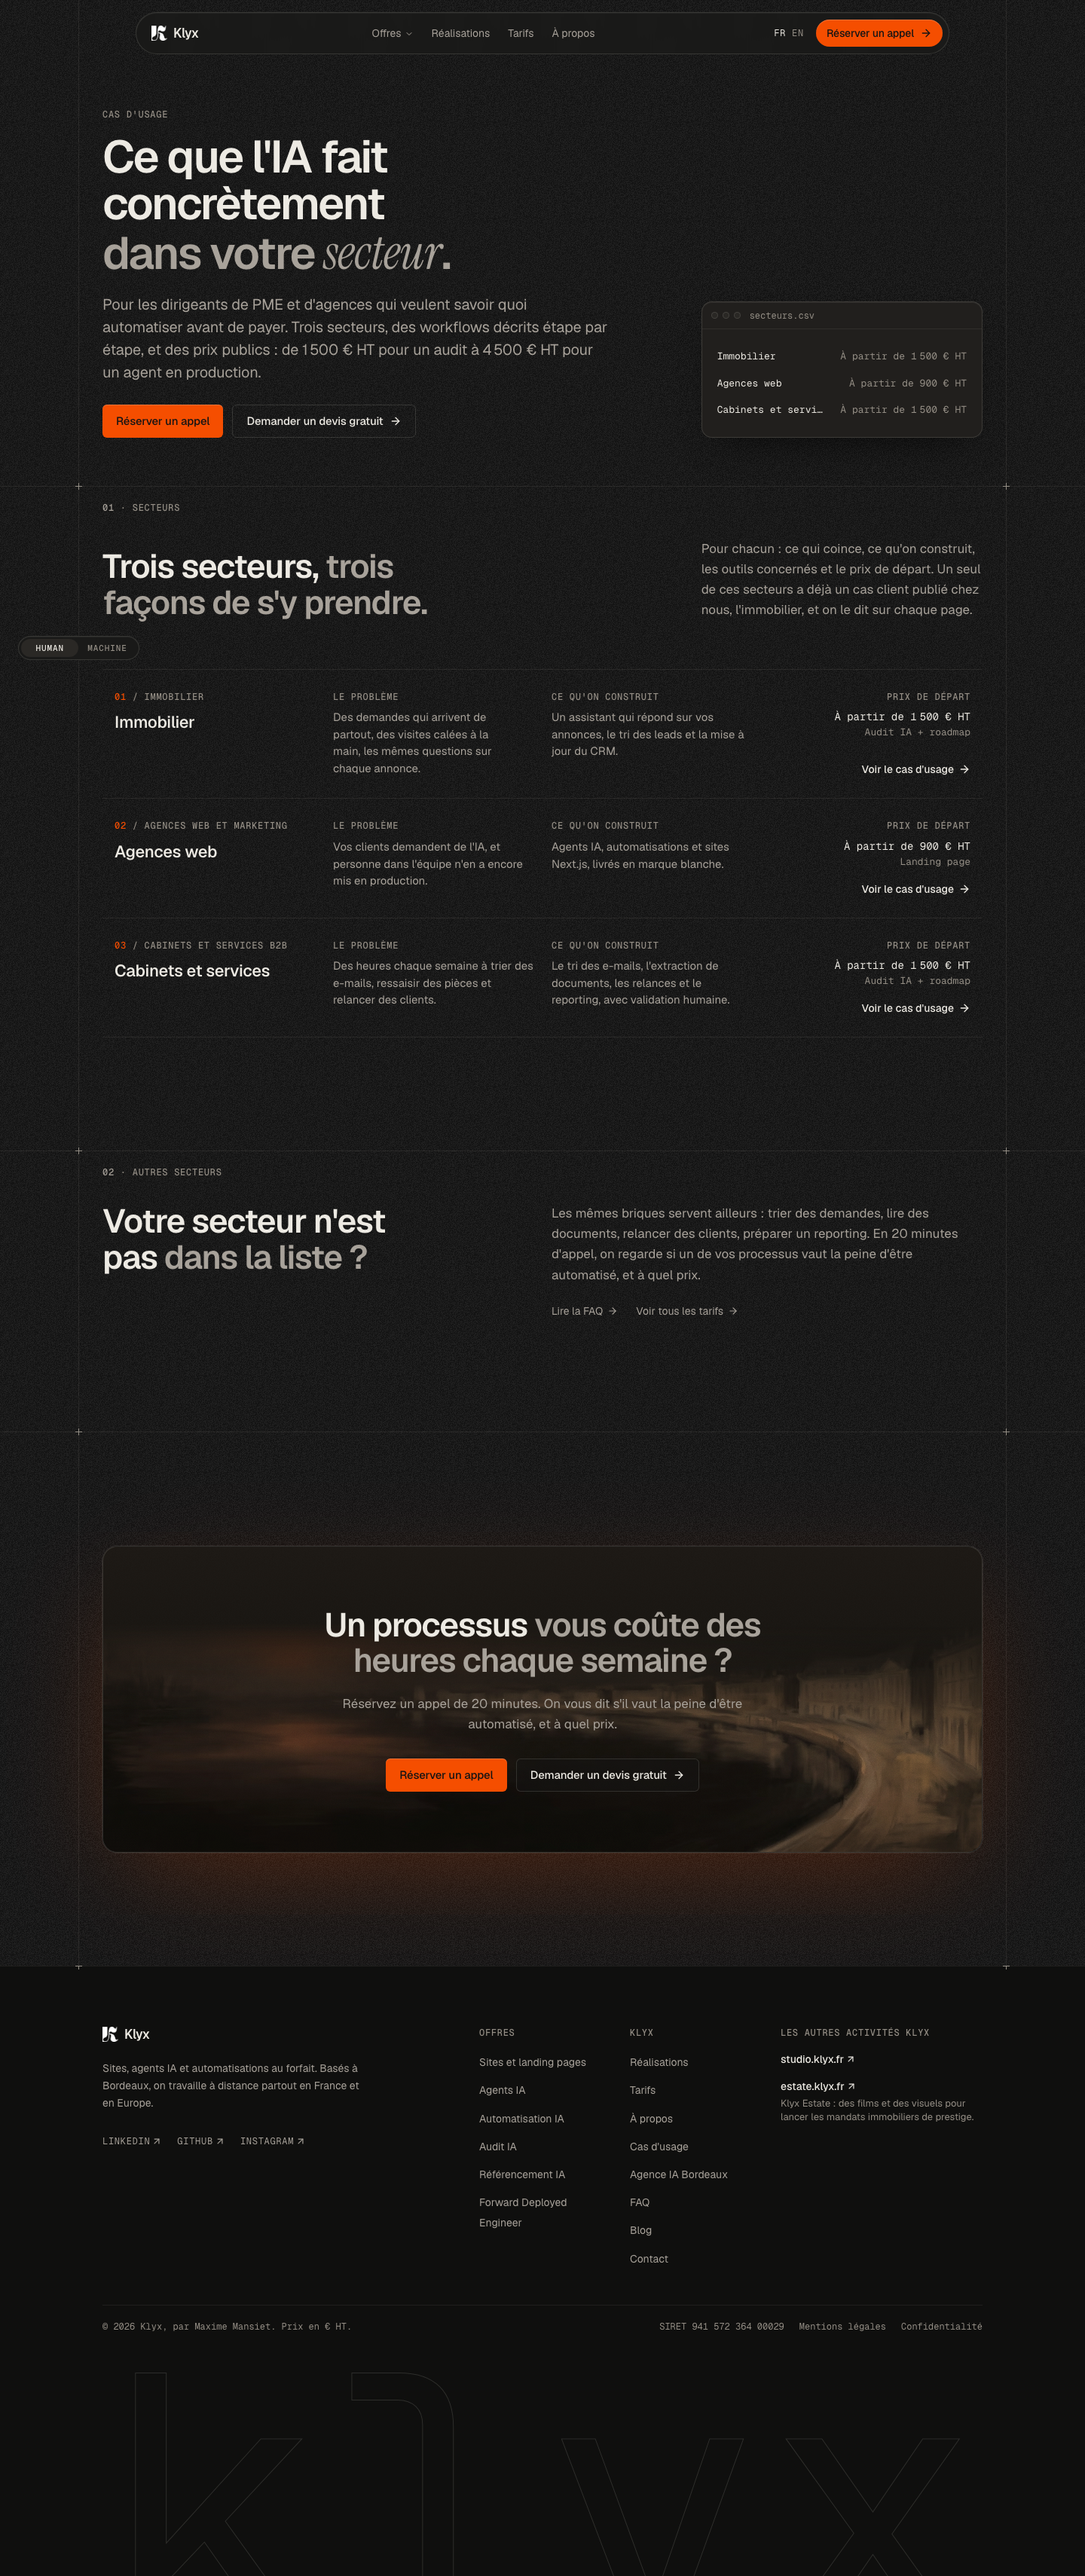 Klyx
Offres
Réalisations
Tarifs
À propos
FR EN
Réserver un appel →
CAS D'USAGE
Ce que l'IA fait
concrètement
dans votre secteur.
Pour les dirigeants de PME et d'agences qui veulent savoir quoi
automatiser avant de payer. Trois secteurs, des workflows décrits étape par
étape, et des prix publics : de 1 500 € HT pour un audit à 4 500 € HT pour
un agent en production.
Réserver un appel
Demander un devis gratuit →
secteurs.csv
Immobilier À partir de 1 500 € HT
Agences web À partir de 900 € HT
Cabinets et servi… À partir de 1 500 € HT
01 · SECTEURS
Trois secteurs, trois
façons de s'y prendre.
Pour chacun : ce qui coince, ce qu'on construit,
les outils concernés et le prix de départ. Un seul
de ces secteurs a déjà un cas client publié chez
nous, l'immobilier, et on le dit sur chaque page.
HUMAN MACHINE
01 / IMMOBILIER
Immobilier
LE PROBLÈME
Des demandes qui arrivent de
partout, des visites calées à la
main, les mêmes questions sur
chaque annonce.
CE QU'ON CONSTRUIT
Un assistant qui répond sur vos
annonces, le tri des leads et la mise à
jour du CRM.
PRIX DE DÉPART
À partir de 1 500 € HT
Audit IA + roadmap
Voir le cas d'usage →
02 / AGENCES WEB ET MARKETING
Agences web
LE PROBLÈME
Vos clients demandent de l'IA, et
personne dans l'équipe n'en a encore
mis en production.
CE QU'ON CONSTRUIT
Agents IA, automatisations et sites
Next.js, livrés en marque blanche.
PRIX DE DÉPART
À partir de 900 € HT
Landing page
Voir le cas d'usage →
03 / CABINETS ET SERVICES B2B
Cabinets et services
LE PROBLÈME
Des heures chaque semaine à trier des
e-mails, ressaisir des pièces et
relancer des clients.
CE QU'ON CONSTRUIT
Le tri des e-mails, l'extraction de
documents, les relances et le
reporting, avec validation humaine.
PRIX DE DÉPART
À partir de 1 500 € HT
Audit IA + roadmap
Voir le cas d'usage →
02 · AUTRES SECTEURS
Votre secteur n'est
pas dans la liste ?
Les mêmes briques servent ailleurs : trier des demandes, lire des
documents, relancer des clients, préparer un reporting. En 20 minutes
d'appel, on regarde si un de vos processus vaut la peine d'être
automatisé, et à quel prix.
Lire la FAQ → Voir tous les tarifs →
Un processus vous coûte des
heures chaque semaine ?
Réservez un appel de 20 minutes. On vous dit s'il vaut la peine d'être
automatisé, et à quel prix.
Réserver un appel
Demander un devis gratuit →
Klyx
Sites, agents IA et automatisations au forfait. Basés à
Bordeaux, on travaille à distance partout en France et
en Europe.
LINKEDIN ↗ GITHUB ↗ INSTAGRAM ↗
OFFRES
Sites et landing pages
Agents IA
Automatisation IA
Audit IA
Référencement IA
Forward Deployed
Engineer
KLYX
Réalisations
Tarifs
À propos
Cas d'usage
Agence IA Bordeaux
FAQ
Blog
Contact
LES AUTRES ACTIVITÉS KLYX
studio.klyx.fr ↗
estate.klyx.fr ↗
Klyx Estate : des films et des visuels pour
lancer les mandats immobiliers de prestige.
© 2026 Klyx, par Maxime Mansiet. Prix en € HT.
SIRET 941 572 364 00029 Mentions légales Confidentialité
klyx